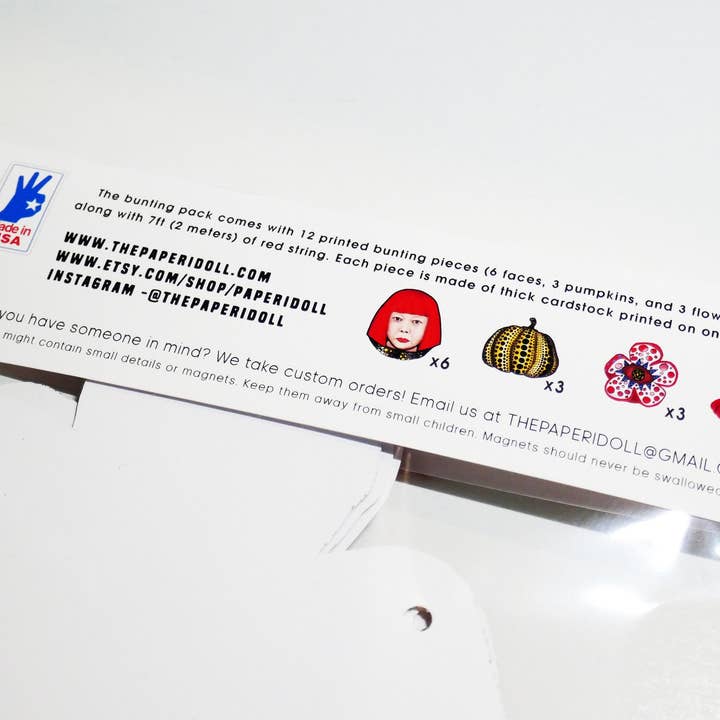 The bunting pack comes with 12 printed bunting pieces (6 faces, 3 pumpkins, and 3
along with 7ft (2 meters) of red string. Each piece is made of thick cardstock printed on
in
USA
WWW.THEPAPERIDOLL.COM
WWW.ETSY.COM/SHOP/PAPERIDOLL
INSTAGRAM -@THEPAPERIDOLL
x6
x3
x3
you have someone in mind? We take custom orders! Email us at THEPAPERIDOLL@GMAIL.
might contain small details or magnets. Keep them away from small children. Magnets should never be swallowed